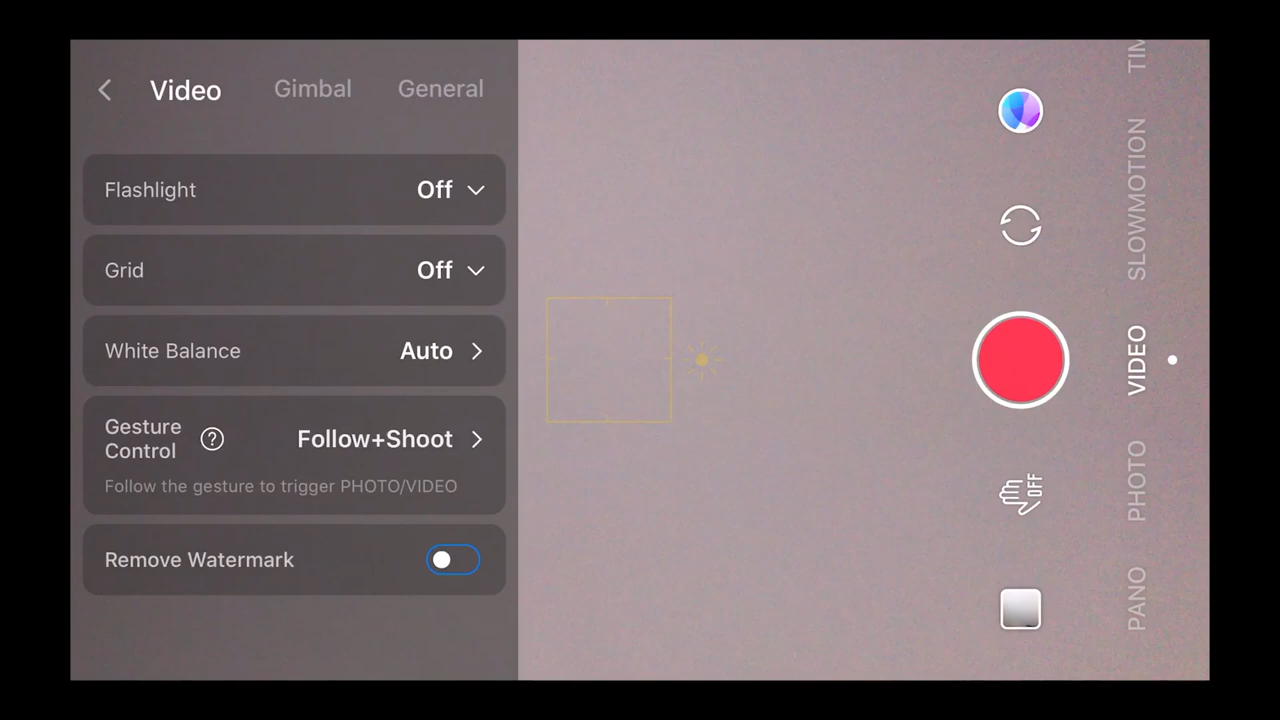 Video Gimbal General
Flashlight Off
Grid Off
White Balance Auto
Gesture
Control ? Follow+Shoot
Follow the gesture to trigger PHOTO/VIDEO
Remove Watermark
TIM
SLOWMOTION
VIDEO
PHOTO
PANO
OFF